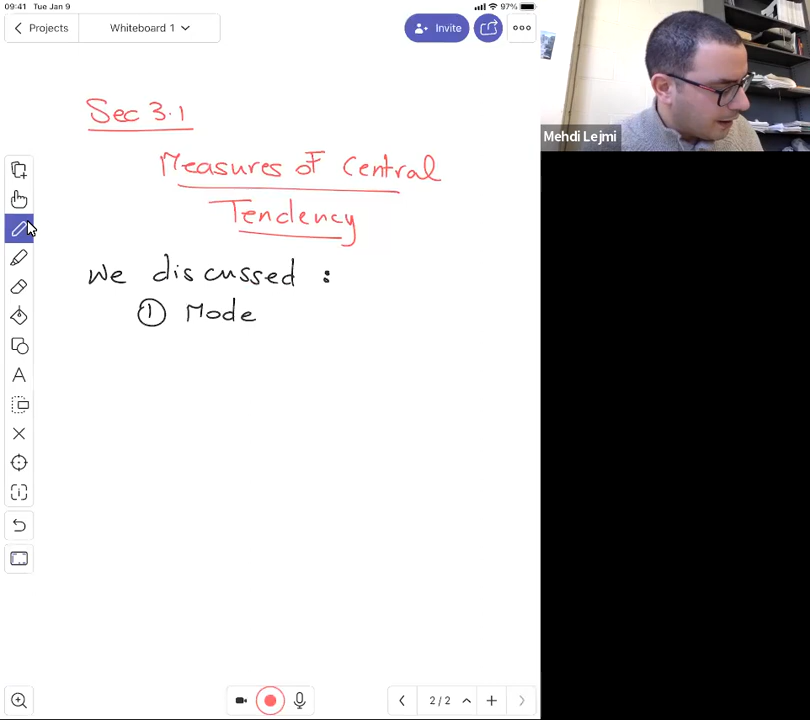 09:41 Tue Jan 9
97%
Projects
Whiteboard 1
Invite
Mehdi Lejmi
Sec 3.1
Measures of Central
Tendency
We discussed :
① Mode
2/2